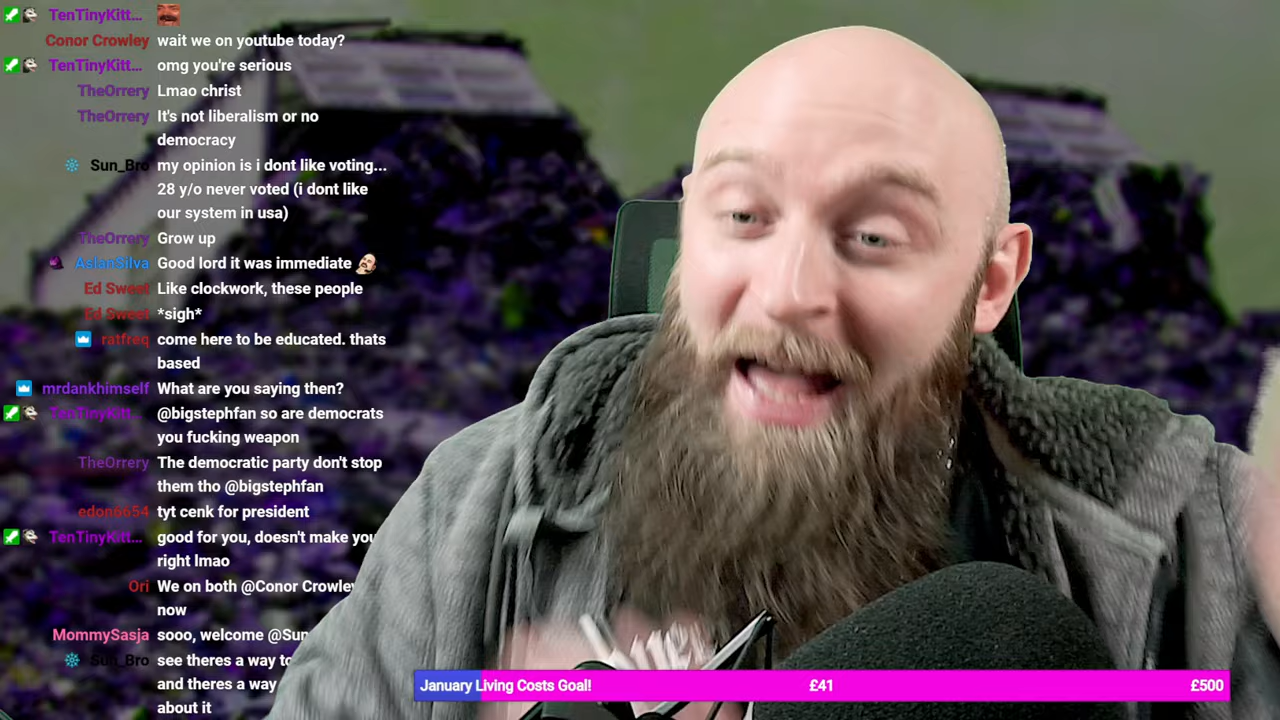 TenTinyKitt...
Conor Crowley wait we on youtube today?
TenTinyKitt... omg you're serious
TheOrrery Lmao christ
TheOrrery It's not liberalism or no
democracy
Sun_Bro my opinion is i dont like voting...
28 y/o never voted (i dont like
our system in usa)
TheOrrery Grow up
AslanSilva Good lord it was immediate
Ed Sweet Like clockwork, these people
Ed Sweet *sigh*
ratfreq come here to be educated. thats
based
mrdankhimself What are you saying then?
TenTinyKitt... @bigstephfan so are democrats
you fucking weapon
TheOrrery The democratic party don't stop
them tho @bigstephfan
edon6654 tyt cenk for president
TenTinyKitt... good for you, doesn't make you
right lmao
Ori We on both @Conor Crowley
now
MommySasja sooo, welcome @Sun
Sun_Bro see theres a way to
and theres a way
about it
January Living Costs Goal! £41 £500